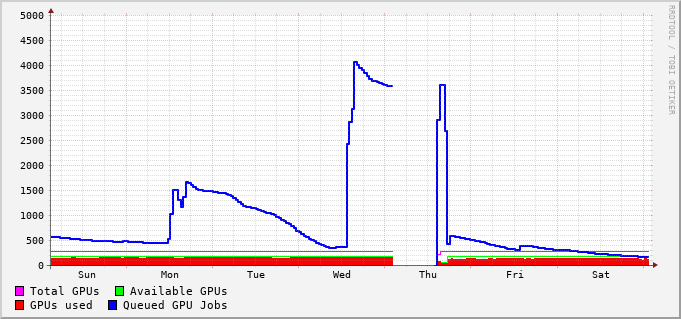 RRDTOOL / TOBI OETIKER
5000
4500
4000
3500
3000
2500
2000
1500
1000
500
0
Sun Mon Tue Wed Thu Fri Sat
Total GPUs Available GPUs
GPUs used Queued GPU Jobs